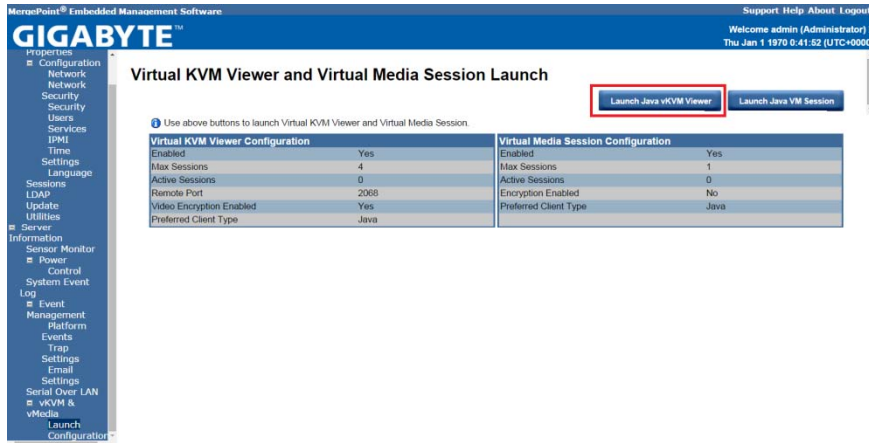 MergePoint® Embedded Management Software
Support Help About Logout
GIGABYTE™
Welcome admin (Administrator)
Thu Jan 1 1970 0:41:52 (UTC+0000
Properties
Configuration
Network
Network
Security
Security
Users
Services
IPMI
Time
Settings
Language
Sessions
LDAP
Update
Utilities
Server
Information
Sensor Monitor
Power
Control
System Event
Log
Event
Management
Platform
Events
Trap
Settings
Email
Settings
Serial Over LAN
vKVM &
vMedia
Launch
Configuration
Virtual KVM Viewer and Virtual Media Session Launch
Launch Java vKVM Viewer
Launch Java VM Session
Use above buttons to launch Virtual KVM Viewer and Virtual Media Session.
Virtual KVM Viewer Configuration
Enabled Yes
Max Sessions 4
Active Sessions 0
Remote Port 2068
Video Encryption Enabled Yes
Preferred Client Type Java
Virtual Media Session Configuration
Enabled Yes
Max Sessions 1
Active Sessions 0
Encryption Enabled No
Preferred Client Type Java